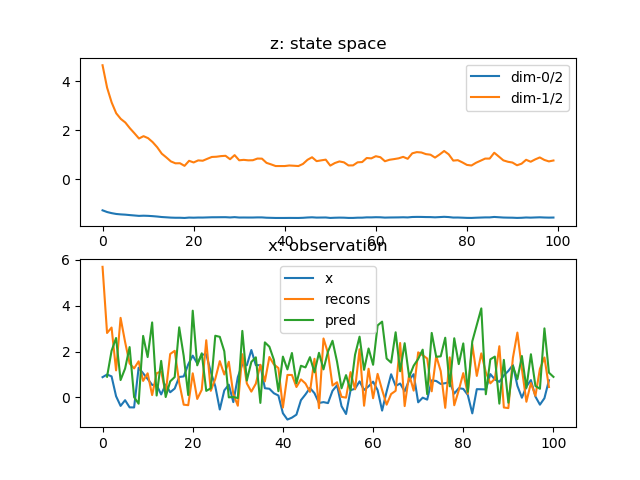 z: state space
4
2
0
dim-0/2
dim-1/2
0 20 40 60 80 100
x: observation
6
4
2
0
x
recons
pred
0 20 40 60 80 100